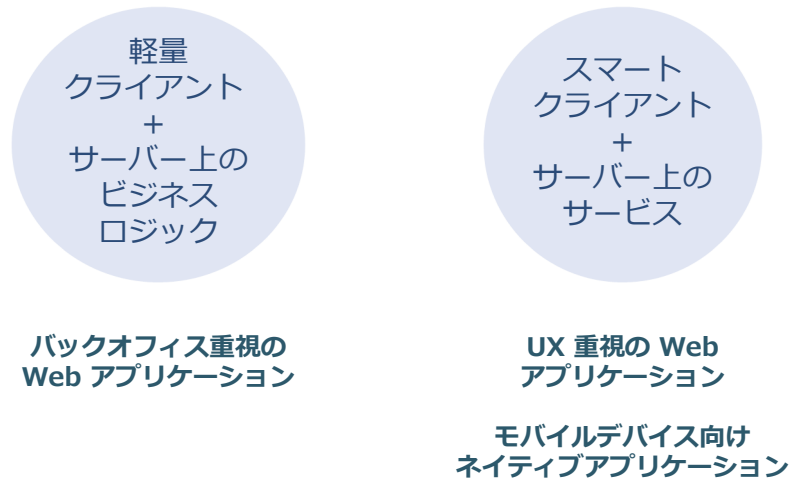 軽量
クライアント
+
サーバー上の
ビジネス
ロジック
スマート
クライアント
+
サーバー上の
サービス
バックオフィス重視の
Web アプリケーション
UX 重視の Web
アプリケーション
モバイルデバイス向け
ネイティブアプリケーション